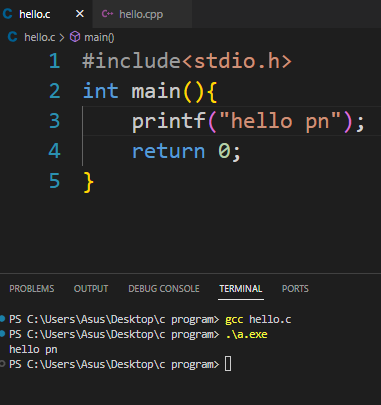 hello.c hello.cpp
hello.c > main()
1 #include<stdio.h>
2 int main(){
3 printf("hello pn");
4 return 0;
5 }
PROBLEMS OUTPUT DEBUG CONSOLE TERMINAL PORTS
PS C:\Users\Asus\Desktop\c program> gcc hello.c
PS C:\Users\Asus\Desktop\c program> .\a.exe
hello pn
PS C:\Users\Asus\Desktop\c program>